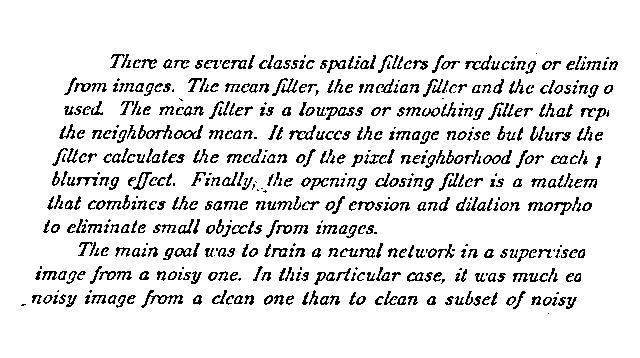 There are several classic spatial filters for reducing or elimin
from images. The mean filter, the median filter and the closing o
used. The mean filter is a lowpass or smoothing filter that repl
the neighborhood mean. It reduces the image noise but blurs the
filter calculates the median of the pixel neighborhood for each p
blurring effect. Finally, the opening closing filter is a mathem
that combines the same number of erosion and dilation morpho
to eliminate small objects from images.
The main goal was to train a neural network in a supervised
image from a noisy one. In this particular case, it was much ea
noisy image from a clean one than to clean a subset of noisy